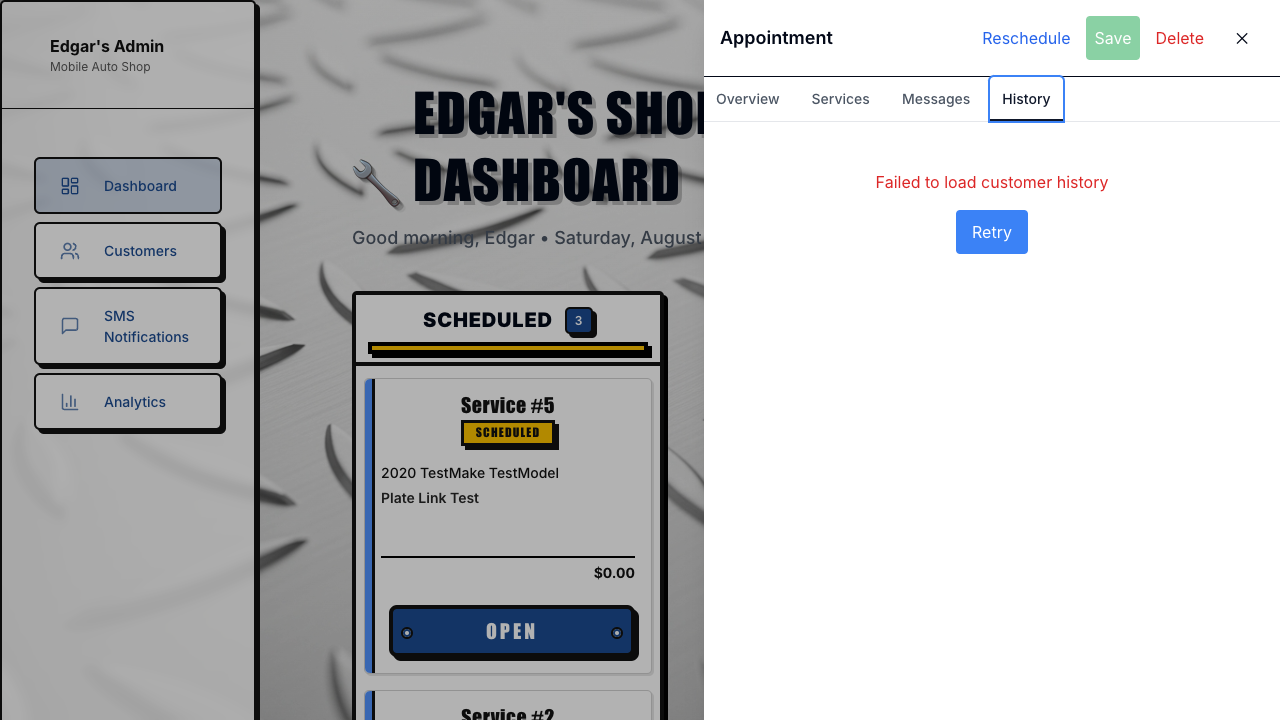 Edgar's Admin
Mobile Auto Shop
Dashboard
Customers
SMS
Notifications
Analytics
EDGAR'S SHOP
DASHBOARD
Good morning, Edgar • Saturday, August
SCHEDULED 3
Service #5
SCHEDULED
2020 TestMake TestModel
Plate Link Test
$0.00
OPEN
Service #2
Appointment
Reschedule
Save
Delete
Overview
Services
Messages
History
Failed to load customer history
Retry